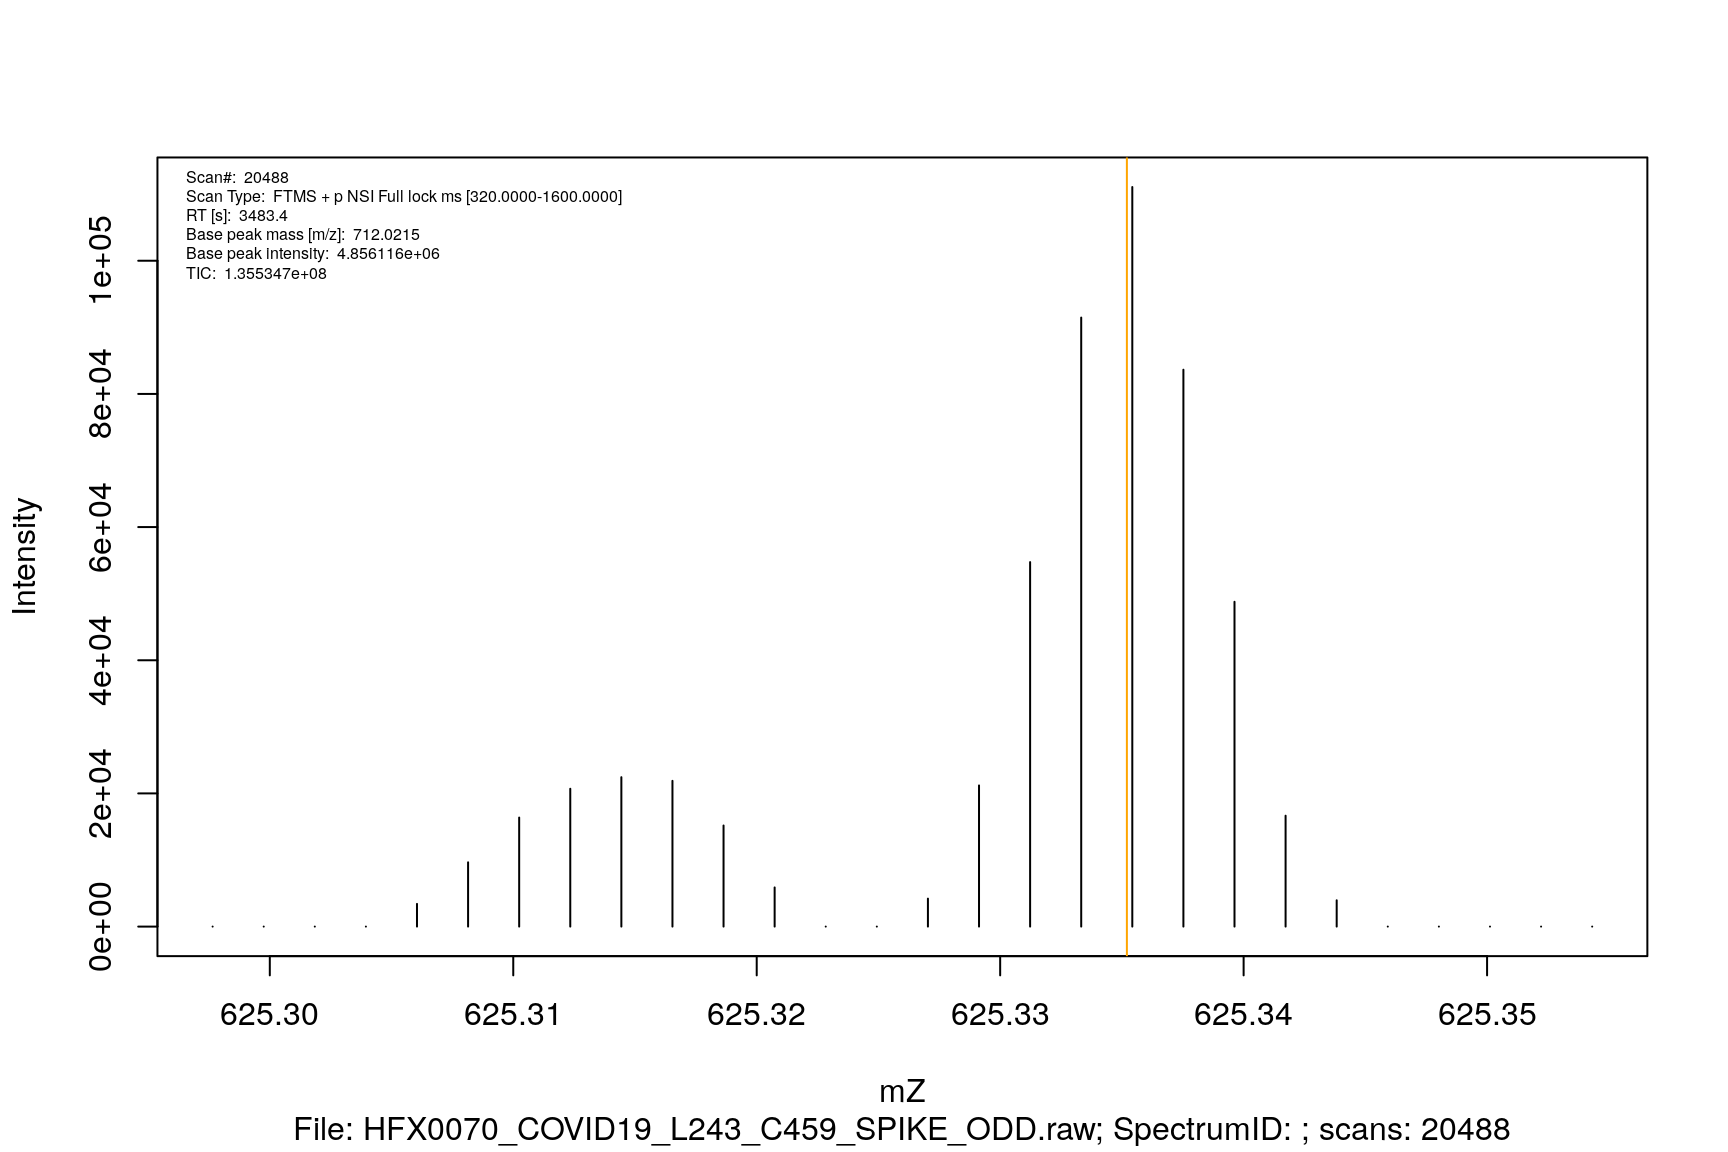 Scan#: 20488
Scan Type: FTMS + p NSI Full lock ms [320.0000-1600.0000]
RT [s]: 3483.4
Base peak mass [m/z]: 712.0215
Base peak intensity: 4.856116e+06
TIC: 1.355347e+08
Intensity
1e+05
8e+04
6e+04
4e+04
2e+04
0e+00
625.30 625.31 625.32 625.33 625.34 625.35
mZ
File: HFX0070_COVID19_L243_C459_SPIKE_ODD.raw; SpectrumID: ; scans: 20488